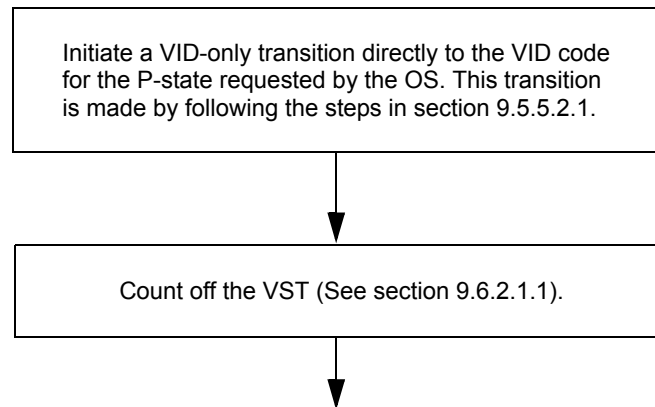 Initiate a VID-only transition directly to the VID code
for the P-state requested by the OS. This transition
is made by following the steps in section 9.5.5.2.1.
Count off the VST (See section 9.6.2.1.1).